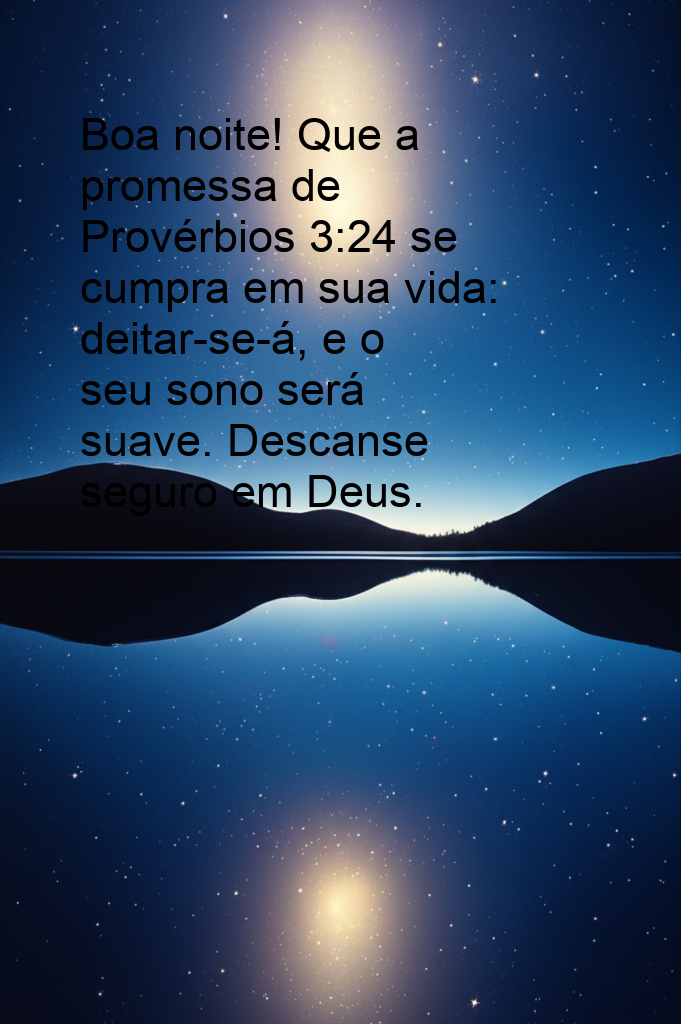 Boa noite! Que a
promessa de
Provérbios 3:24 se
cumpra em sua vida:
deitar-se-á, e o
seu sono será
suave. Descanse
seguro em Deus.